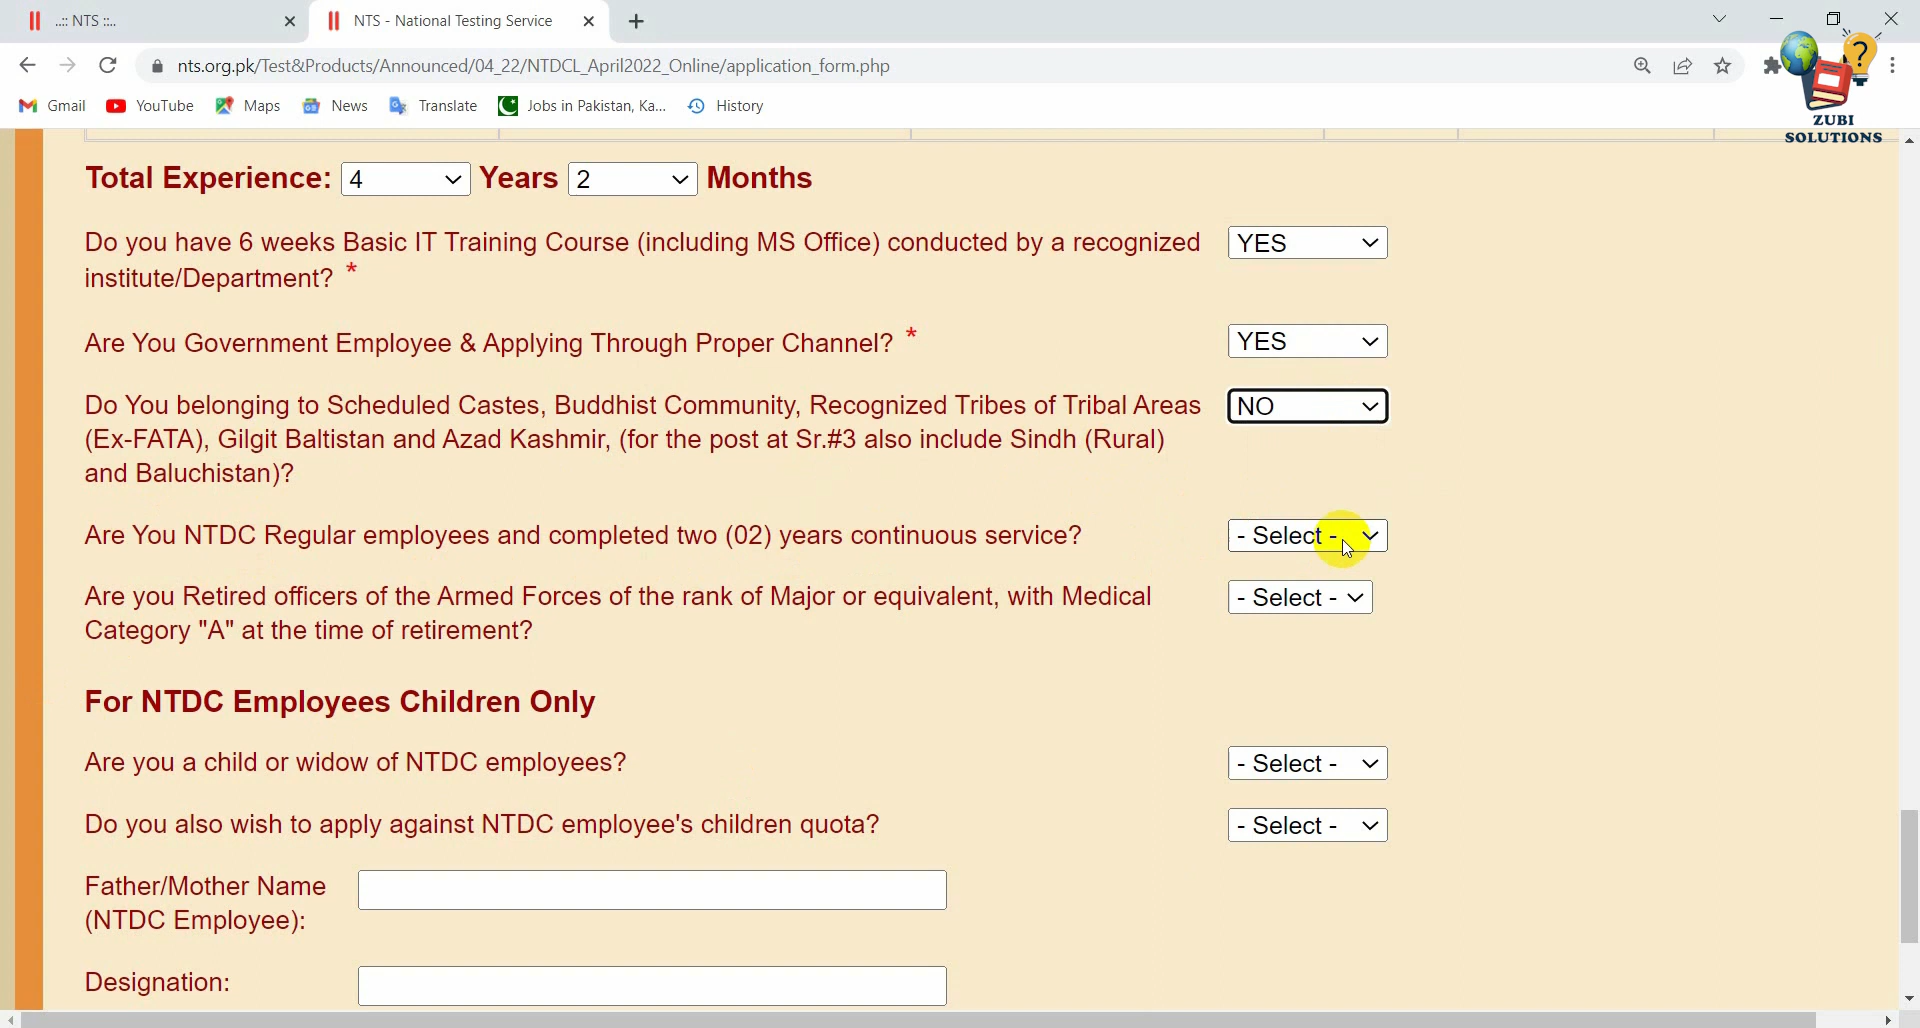 ..:: NTS ::..
NTS - National Testing Service
nts.org.pk/Test&Products/Announced/04_22/NTDCL_April2022_Online/application_form.php
Gmail YouTube Maps News Translate Jobs in Pakistan, Ka... History
ZUBI
SOLUTIONS
Total Experience: 4 Years 2 Months
Do you have 6 weeks Basic IT Training Course (including MS Office) conducted by a recognized YES
institute/Department? *
Are You Government Employee & Applying Through Proper Channel? * YES
Do You belonging to Scheduled Castes, Buddhist Community, Recognized Tribes of Tribal Areas NO
(Ex-FATA), Gilgit Baltistan and Azad Kashmir, (for the post at Sr.#3 also include Sindh (Rural)
and Baluchistan)?
Are You NTDC Regular employees and completed two (02) years continuous service? - Select -
Are you Retired officers of the Armed Forces of the rank of Major or equivalent, with Medical - Select -
Category "A" at the time of retirement?
For NTDC Employees Children Only
Are you a child or widow of NTDC employees? - Select -
Do you also wish to apply against NTDC employee's children quota? - Select -
Father/Mother Name
(NTDC Employee):
Designation: